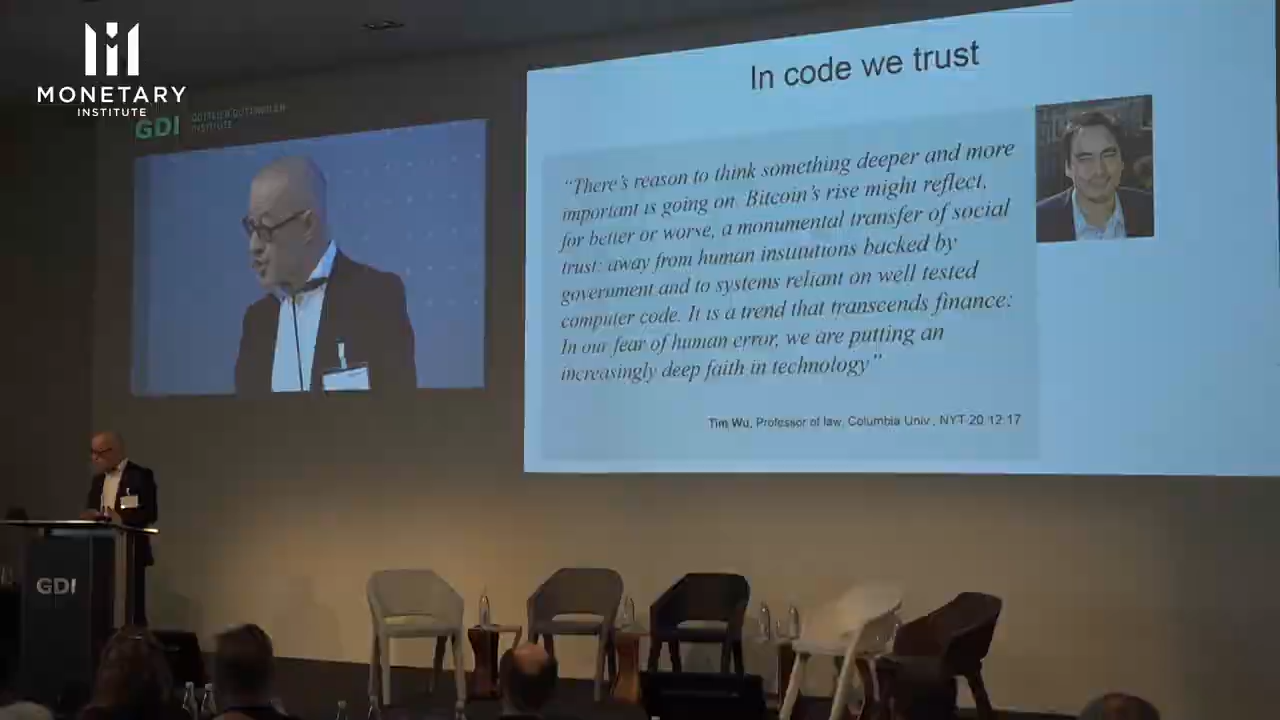 MONETARY
INSTITUTE
GDI
GOTTLIEB DUTTWEILER
INSTITUTE
In code we trust
“There’s reason to think something deeper and more
important is going on. Bitcoin’s rise might reflect,
for better or worse, a monumental transfer of social
trust: away from human institutions backed by
government and to systems reliant on well tested
computer code. It is a trend that transcends finance:
In our fear of human error, we are putting an
increasingly deep faith in technology”
Tim Wu, Professor of law, Columbia Univ., NYT 20.12.17
GDI